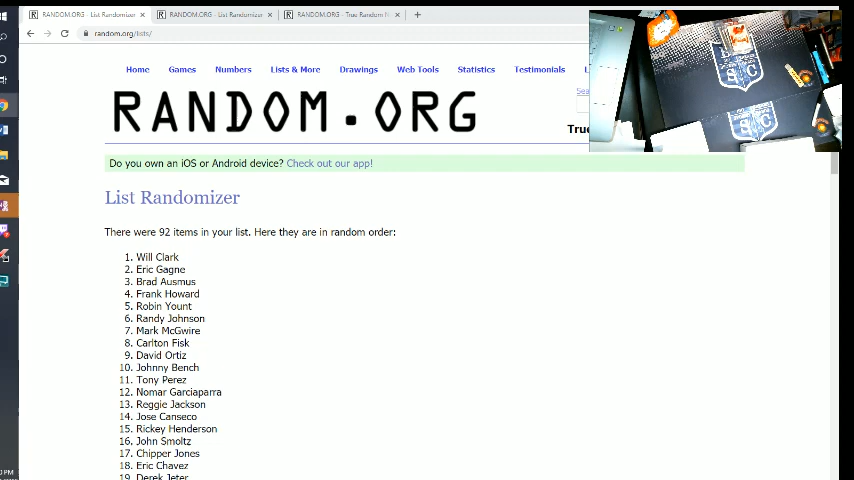 RANDOM.ORG - List Randomizer
RANDOM.ORG - List Randomizer
RANDOM.ORG - True Random N
random.org/lists/
Home
Games
Numbers
Lists & More
Drawings
Web Tools
Statistics
Testimonials
L
Sea
RANDOM.ORG
True
Do you own an iOS or Android device? Check out our app!
List Randomizer
There were 92 items in your list. Here they are in random order:
1. Will Clark
2. Eric Gagne
3. Brad Ausmus
4. Frank Howard
5. Robin Yount
6. Randy Johnson
7. Mark McGwire
8. Carlton Fisk
9. David Ortiz
10. Johnny Bench
11. Tony Perez
12. Nomar Garciaparra
13. Reggie Jackson
14. Jose Canseco
15. Rickey Henderson
16. John Smoltz
17. Chipper Jones
18. Eric Chavez
19. Derek Jeter
PM